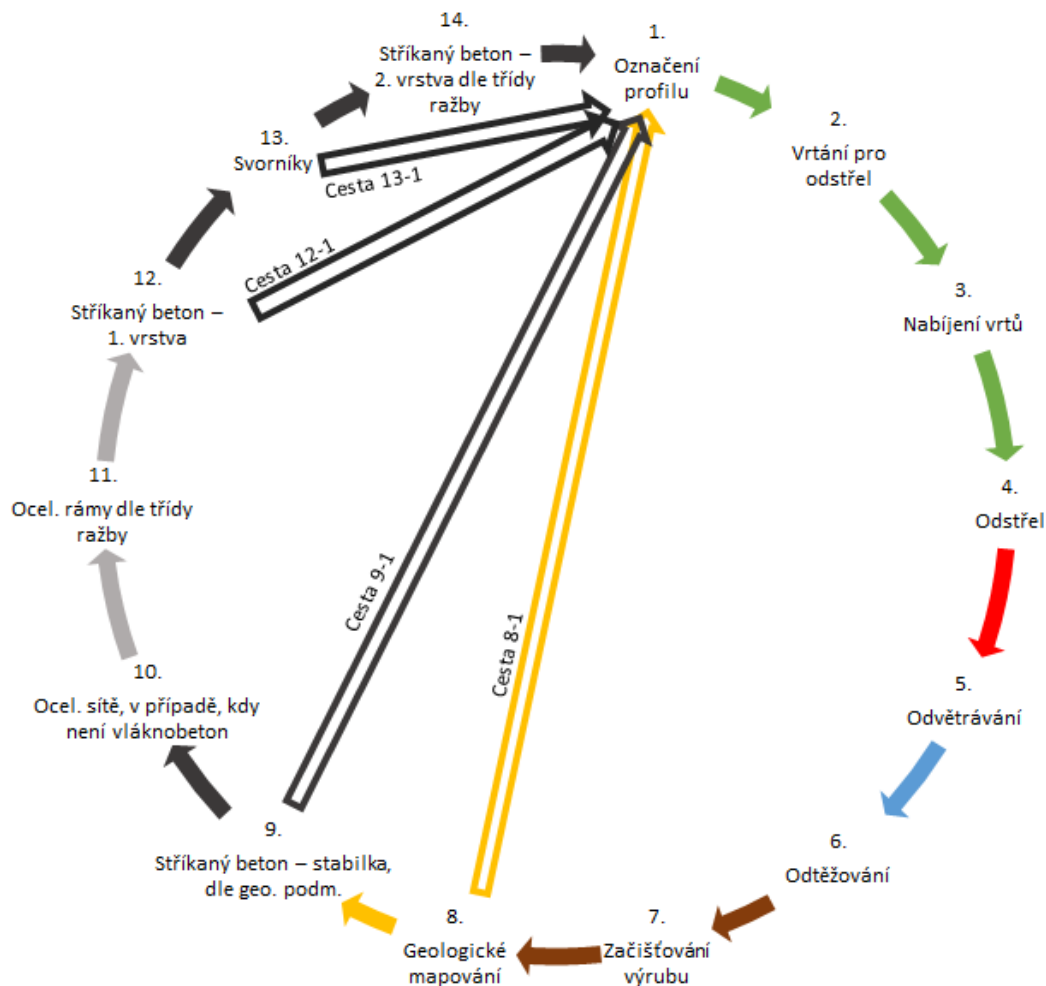 1.
Označení
profilu
2.
Vrtání pro
odstřel
3.
Nabíjení vrtů
4.
Odstřel
5.
Odvětrávání
6.
Odtěžování
7.
Začišťování
výrubu
8.
Geologické
mapování
9.
Stříkaný beton – stabilka,
dle geo. podm.
10.
Ocel. sítě, v případě, kdy
není vláknobeton
11.
Ocel. rámy dle třídy
ražby
12.
Stříkaný beton –
1. vrstva
13.
Svorníky
14.
Stříkaný beton –
2. vrstva dle třídy
ražby
Cesta 13-1
Cesta 12-1
Cesta 9-1
Cesta 8-1